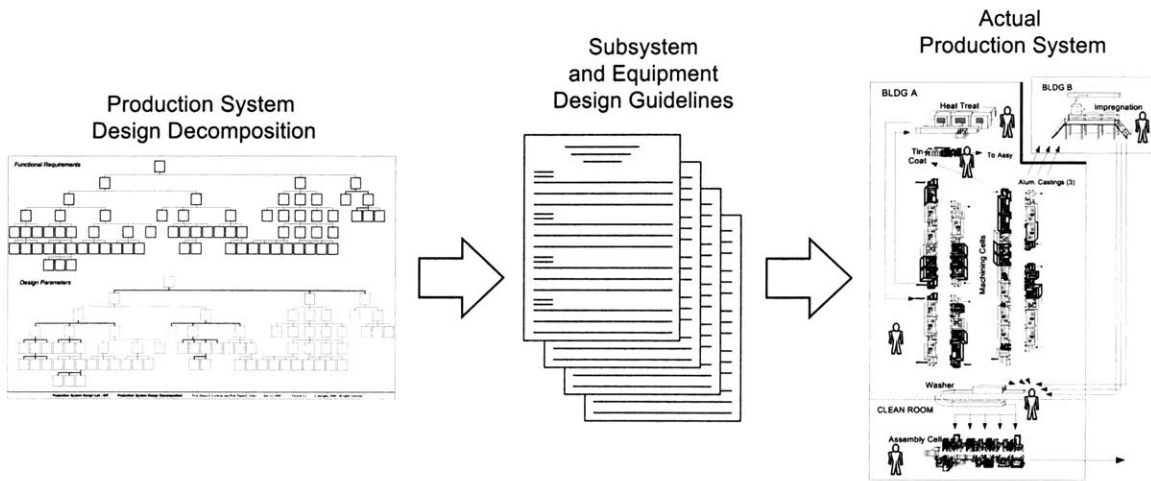 Production System
Design Decomposition
Functional Requirements
Design Parameters
Subsystem
and Equipment
Design Guidelines
Actual
Production System
BLDG A
BLDG B
Heat Treat
Impregnation
Tin
Coat
To Assy
Alum. Castings (3)
Machining Cells
Washer
CLEAN ROOM
Assembly Cell